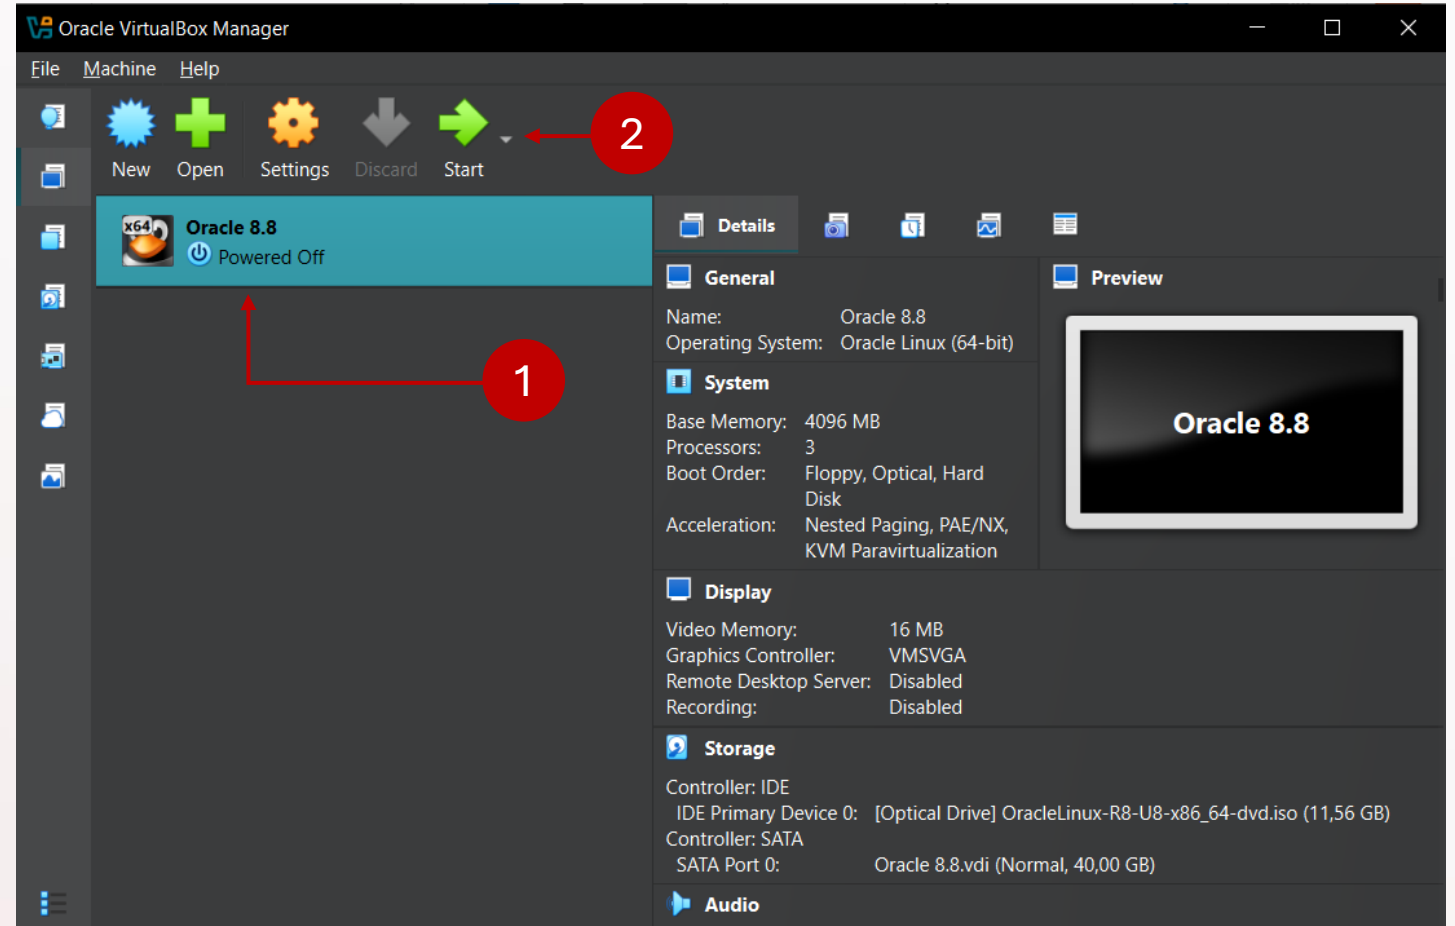 Oracle VirtualBox Manager
File Machine Help
New Open Settings Discard Start
2
x64
Oracle 8.8
Powered Off
1
Details
General
Name: Oracle 8.8
Operating System: Oracle Linux (64-bit)
Preview
Oracle 8.8
System
Base Memory: 4096 MB
Processors: 3
Boot Order: Floppy, Optical, Hard
Disk
Acceleration: Nested Paging, PAE/NX,
KVM Paravirtualization
Display
Video Memory: 16 MB
Graphics Controller: VMSVGA
Remote Desktop Server: Disabled
Recording: Disabled
Storage
Controller: IDE
IDE Primary Device 0: [Optical Drive] OracleLinux-R8-U8-x86_64-dvd.iso (11,56 GB)
Controller: SATA
SATA Port 0: Oracle 8.8.vdi (Normal, 40,00 GB)
Audio